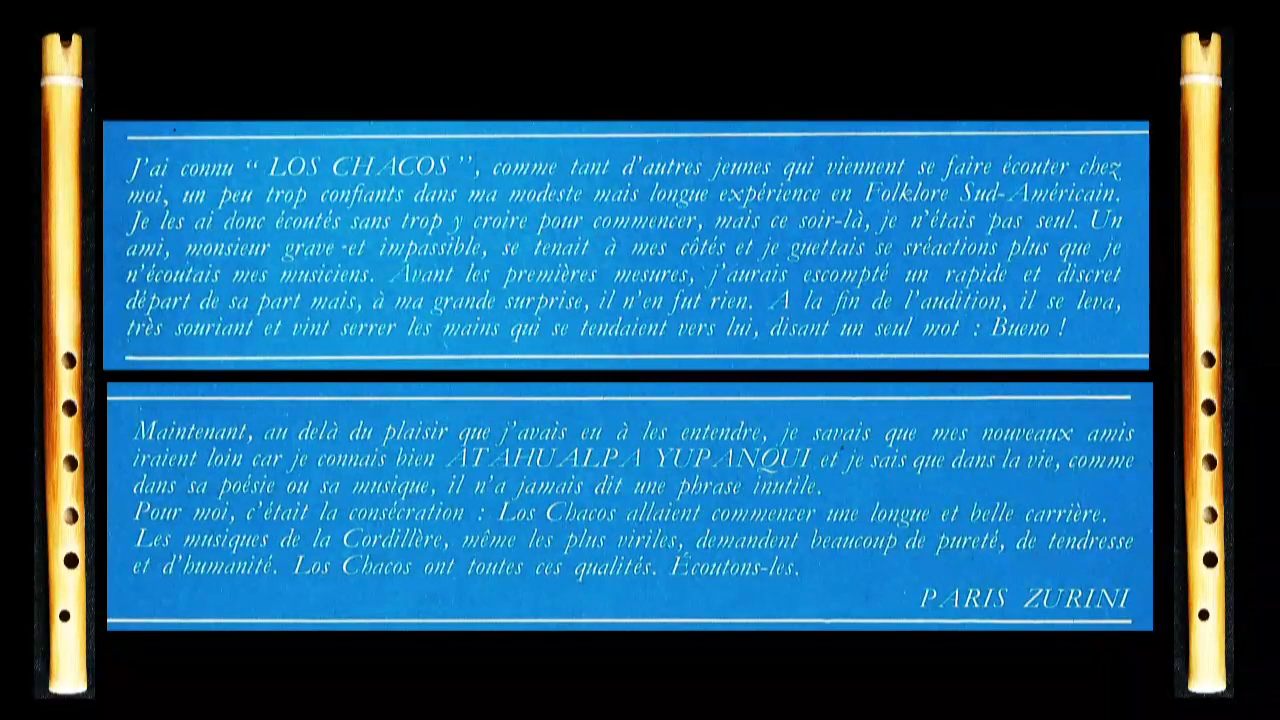 J'ai connu “ LOS CHACOS ”, comme tant d'autres jeunes qui viennent se faire écouter chez
moi, un peu trop confiants dans ma modeste mais longue expérience en Folklore Sud-Américain.
Je les ai donc écoutés sans trop y croire pour commencer, mais ce soir-là, je n'étais pas seul. Un
ami, monsieur grave et impassible, se tenait à mes côtés et je guettais se sréactions plus que je
n'écoutais mes musiciens. Avant les premières mesures, j'aurais escompté un rapide et discret
départ de sa part mais, à ma grande surprise, il n'en fut rien. A la fin de l'audition, il se leva,
très souriant et vint serrer les mains qui se tendaient vers lui, disant un seul mot : Bueno !
Maintenant, au delà du plaisir que j'avais eu à les entendre, je savais que mes nouveaux amis
iraient loin car je connais bien ATAHUALPA YUPANQUI et je sais que dans la vie, comme
dans sa poésie ou sa musique, il n'a jamais dit une phrase inutile.
Pour moi, c'était la consécration : Los Chacos allaient commencer une longue et belle carrière.
Les musiques de la Cordillère, même les plus viriles, demandent beaucoup de pureté, de tendresse
et d'humanité. Los Chacos ont toutes ces qualités. Écoutons-les.
PARIS ZURINI